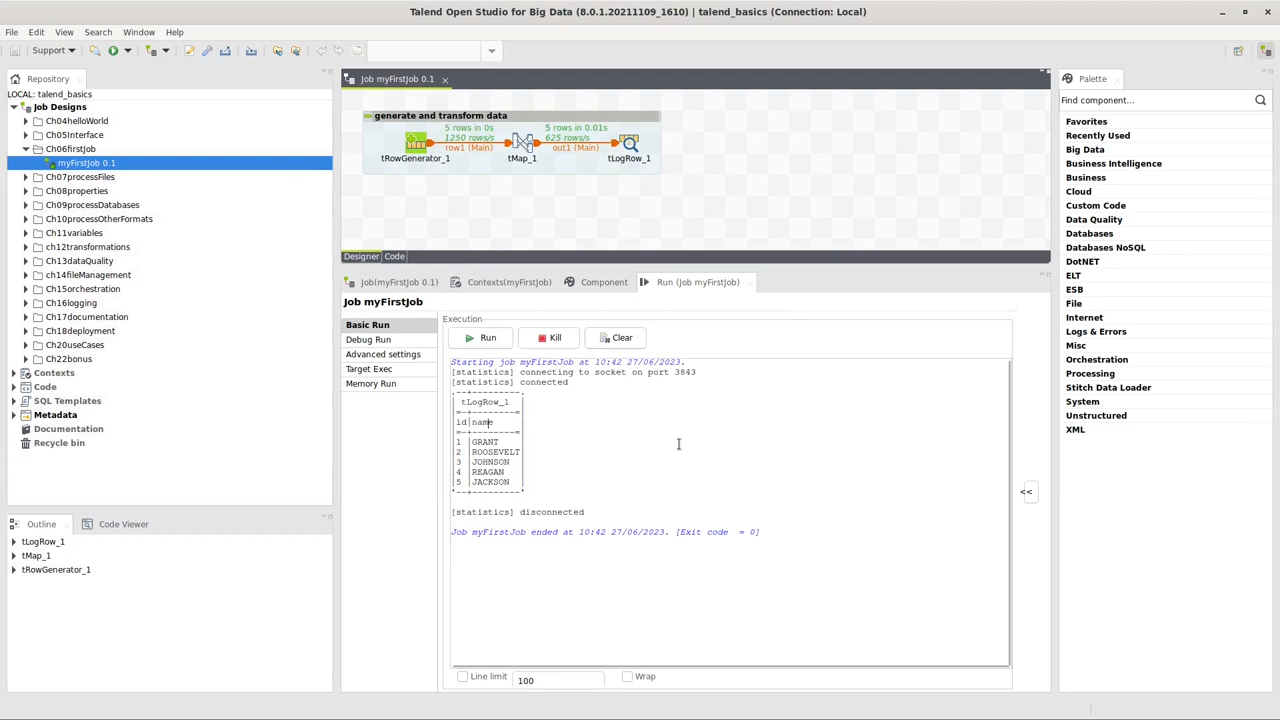 Talend Open Studio for Big Data (8.0.1.20211109_1610) | talend_basics (Connection: Local)
File Edit View Search Window Help
Support
Repository
LOCAL: talend_basics
Job Designs
Ch04helloWorld
Ch05Interface
Ch06firstJob
myFirstJob 0.1
Ch07processFiles
Ch08properties
Ch09processDatabases
Ch10processOtherFormats
Ch11variables
ch12transformations
Ch13dataQuality
ch14fileManagement
Ch15orchestration
Ch16logging
Ch17documentation
Ch18deployment
Ch20useCases
Ch22bonus
Contexts
Code
SQL Templates
Metadata
Documentation
Recycle bin
Outline
Code Viewer
tLogRow_1
tMap_1
tRowGenerator_1
Job myFirstJob 0.1
generate and transform data
5 rows in 0s
1250 rows/s
row1 (Main)
5 rows in 0.01s
625 rows/s
out1 (Main)
tRowGenerator_1
tMap_1
tLogRow_1
Designer Code
Job(myFirstJob 0.1)
Contexts(myFirstJob)
Component
Run (Job myFirstJob)
Job myFirstJob
Basic Run
Debug Run
Advanced settings
Target Exec
Memory Run
Execution
Run
Kill
Clear
Starting job myFirstJob at 10:42 27/06/2023.
[statistics] connecting to socket on port 3843
[statistics] connected
.--+---------.
| tLogRow_1 |
|=-+--------=|
|id|name |
|=-+--------=|
|1 |GRANT |
|2 |ROOSEVELT|
|3 |JOHNSON |
|4 |REAGAN |
|5 |JACKSON |
'--+---------'
[statistics] disconnected
Job myFirstJob ended at 10:42 27/06/2023. [Exit code = 0]
Line limit
100
Wrap
<<
Palette
Find component...
Favorites
Recently Used
Big Data
Business Intelligence
Business
Cloud
Custom Code
Data Quality
Databases
Databases NoSQL
DotNET
ELT
ESB
File
Internet
Logs & Errors
Misc
Orchestration
Processing
Stitch Data Loader
System
Unstructured
XML